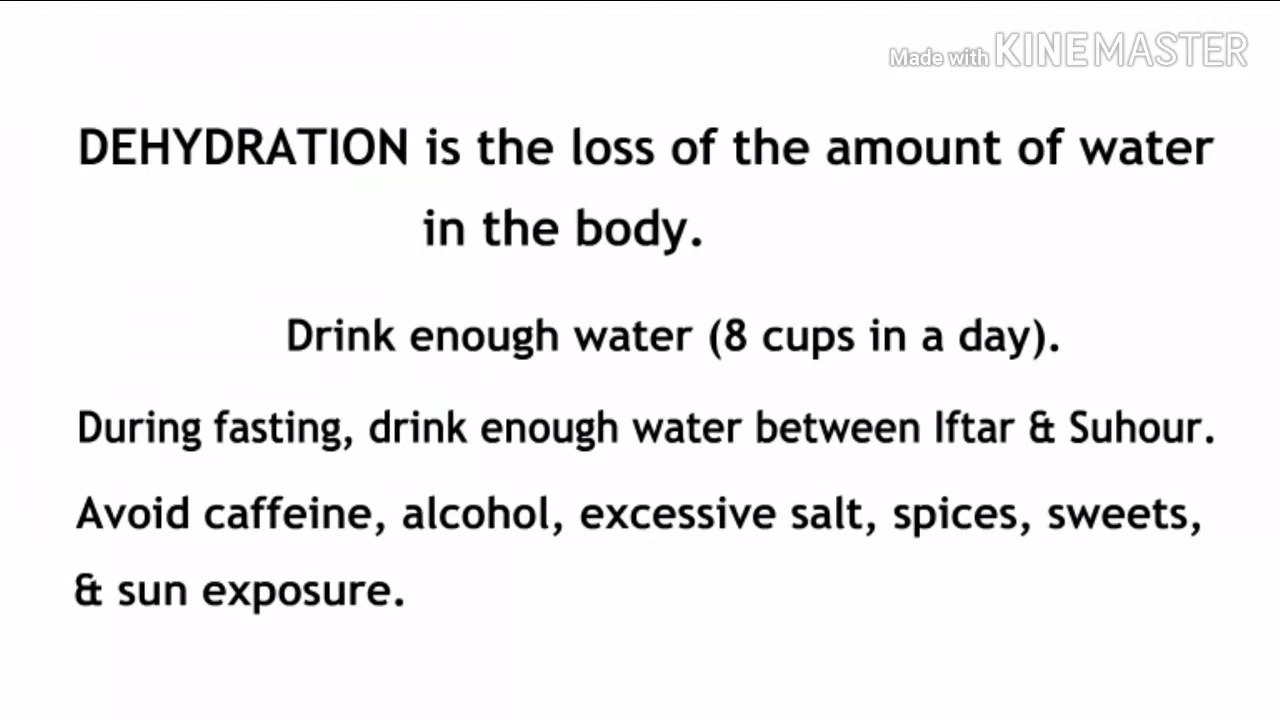 Made with KINEMASTER
DEHYDRATION is the loss of the amount of water
in the body.
Drink enough water (8 cups in a day).
During fasting, drink enough water between Iftar & Suhour.
Avoid caffeine, alcohol, excessive salt, spices, sweets,
& sun exposure.